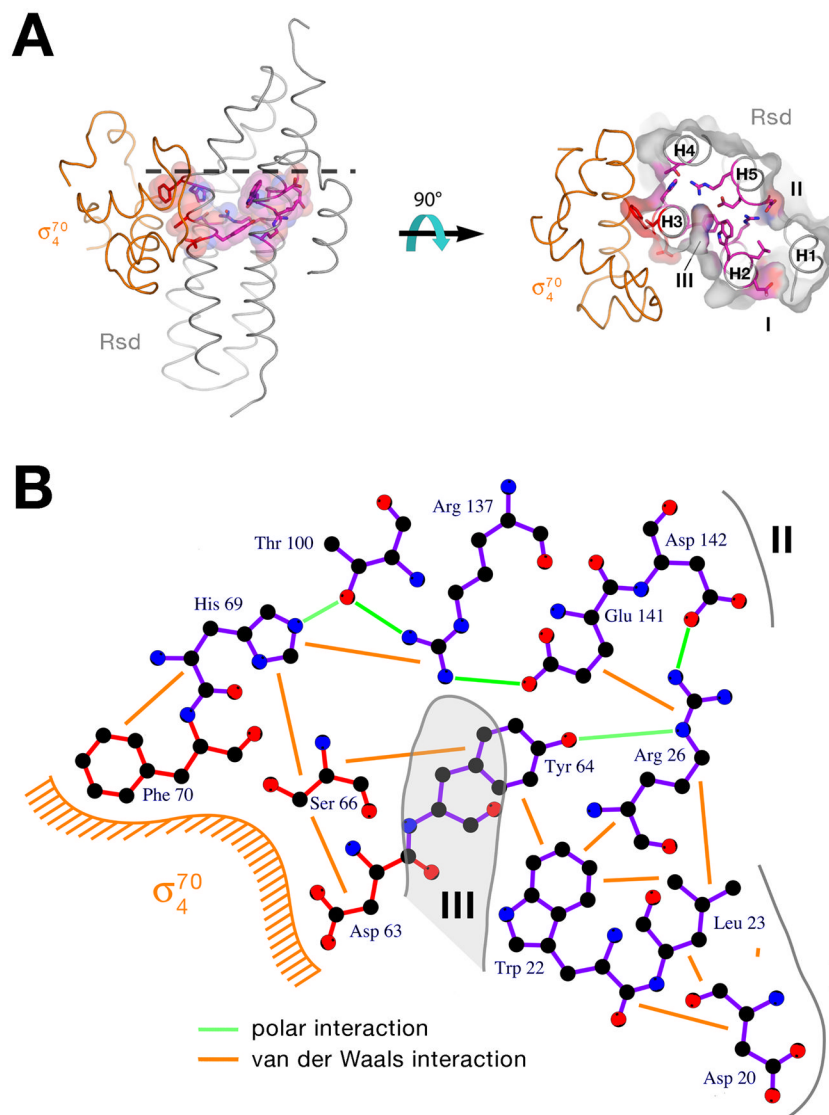 A
σ₄⁷⁰
Rsd
90°
Rsd
H4
H5
II
H3
H1
H2
III
σ₄⁷⁰
I
B
Arg 137
Thr 100
Asp 142
II
His 69
Glu 141
Tyr 64
Arg 26
Phe 70
Ser 66
σ₄⁷⁰
III
Leu 23
Asp 63
Trp 22
polar interaction
van der Waals interaction
Asp 20